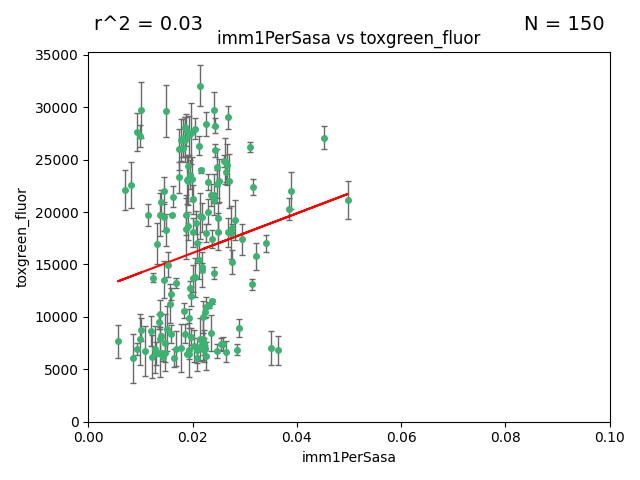 r^2 = 0.03
N = 150
imm1PerSasa vs toxgreen_fluor
35000
30000
25000
20000
15000
10000
5000
0
toxgreen_fluor
0.00
0.02
0.04
0.06
0.08
0.10
imm1PerSasa